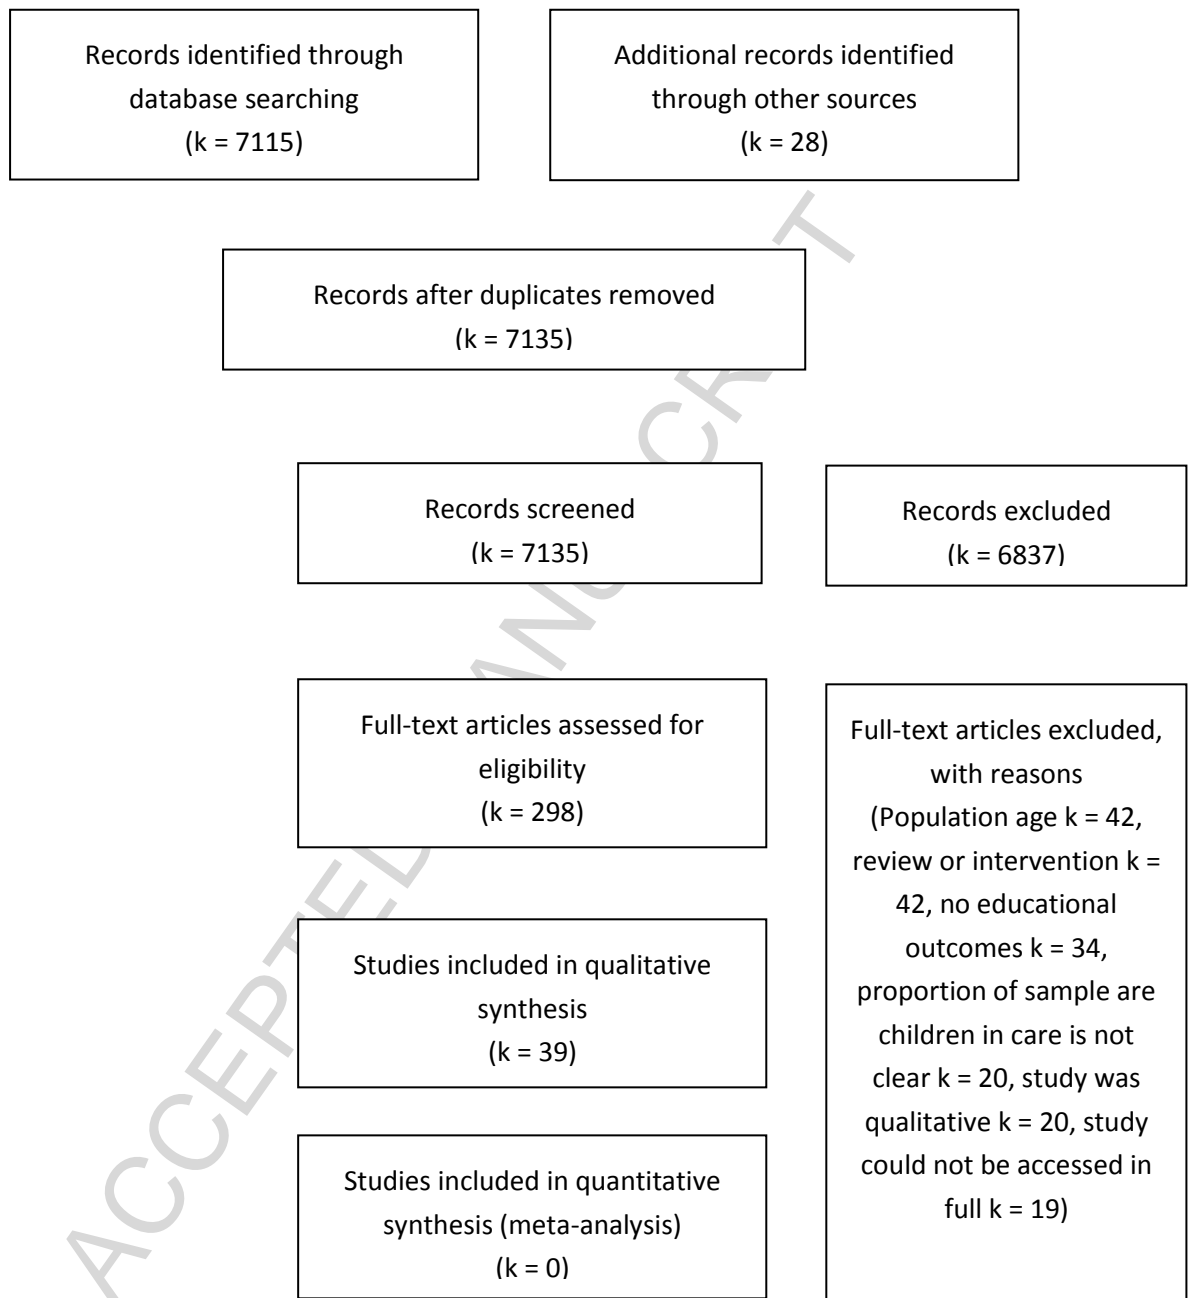 Records identified through
database searching
(k = 7115)
Additional records identified
through other sources
(k = 28)
Records after duplicates removed
(k = 7135)
Records screened
(k = 7135)
Records excluded
(k = 6837)
Full-text articles assessed for
eligibility
(k = 298)
Full-text articles excluded,
with reasons
(Population age k = 42,
review or intervention k =
42, no educational
outcomes k = 34,
proportion of sample are
children in care is not
clear k = 20, study was
qualitative k = 20, study
could not be accessed in
full k = 19)
Studies included in qualitative
synthesis
(k = 39)
Studies included in quantitative
synthesis (meta-analysis)
(k = 0)